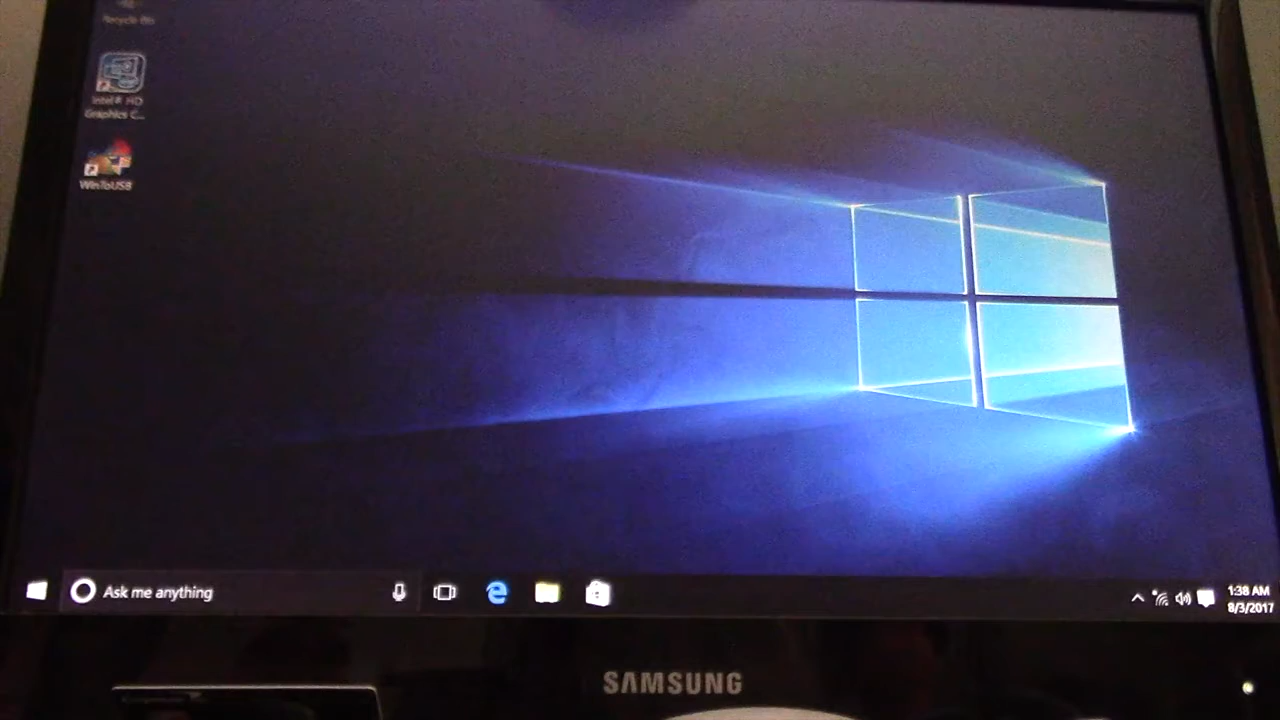 Recycle Bin
Intel® HD
Graphics C...
WinToUSB
Ask me anything
1:38 AM
8/3/2017
SAMSUNG